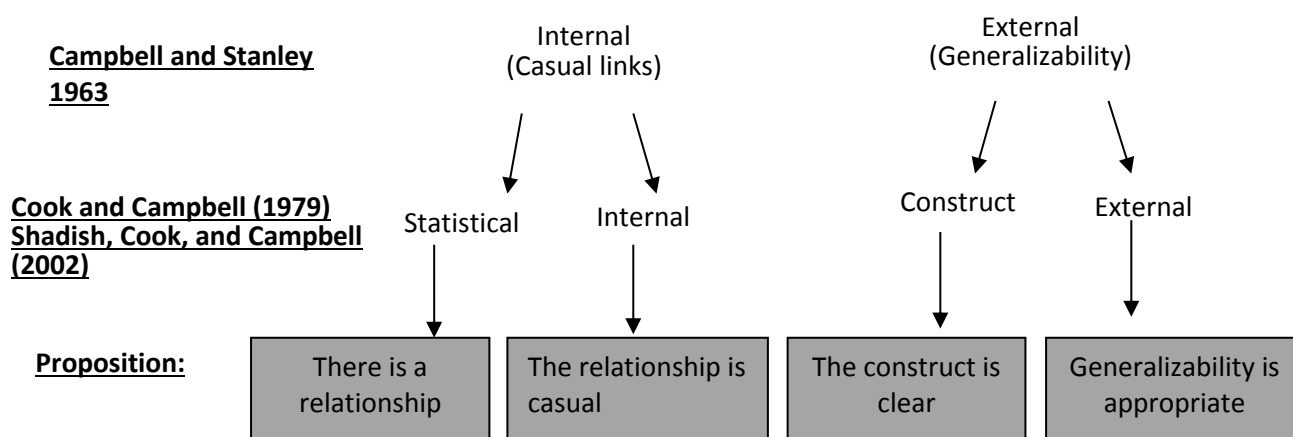 Campbell and Stanley
1963
Internal
(Casual links)
External
(Generalizability)
Cook and Campbell (1979)
Shadish, Cook, and Campbell
(2002)
Statistical
Internal
Construct
External
Proposition:
There is a
relationship
The relationship is
casual
The construct is
clear
Generalizability is
appropriate